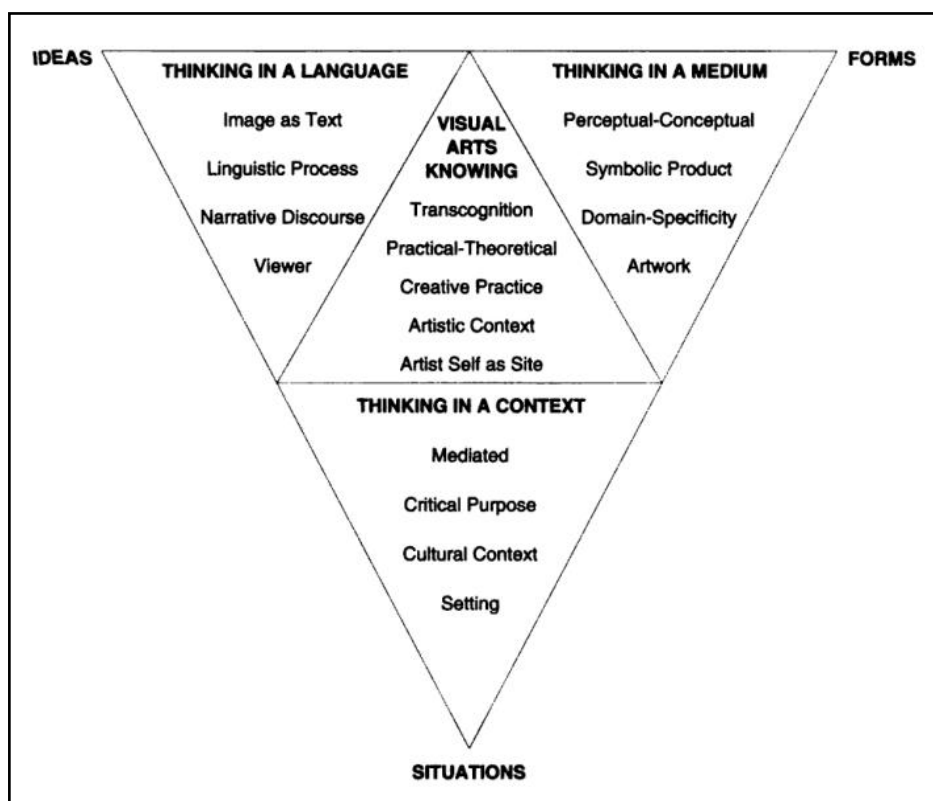 IDEAS
FORMS
THINKING IN A LANGUAGE
Image as Text
Linguistic Process
Narrative Discourse
Viewer
VISUAL
ARTS
KNOWING
Transcognition
Practical-Theoretical
Creative Practice
Artistic Context
Artist Self as Site
THINKING IN A MEDIUM
Perceptual-Conceptual
Symbolic Product
Domain-Specificity
Artwork
THINKING IN A CONTEXT
Mediated
Critical Purpose
Cultural Context
Setting
SITUATIONS